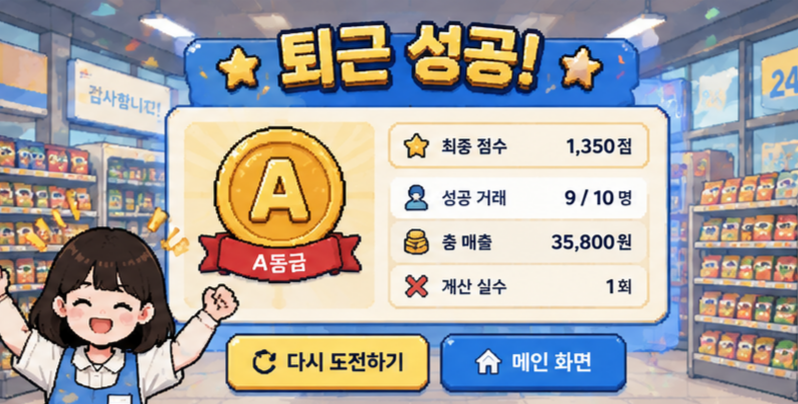 퇴근 성공!
감사합니다!
24
A
A동급
최종 점수 1,350점
성공 거래 9 / 10 명
총 매출 35,800원
계산 실수 1회
다시 도전하기
메인 화면